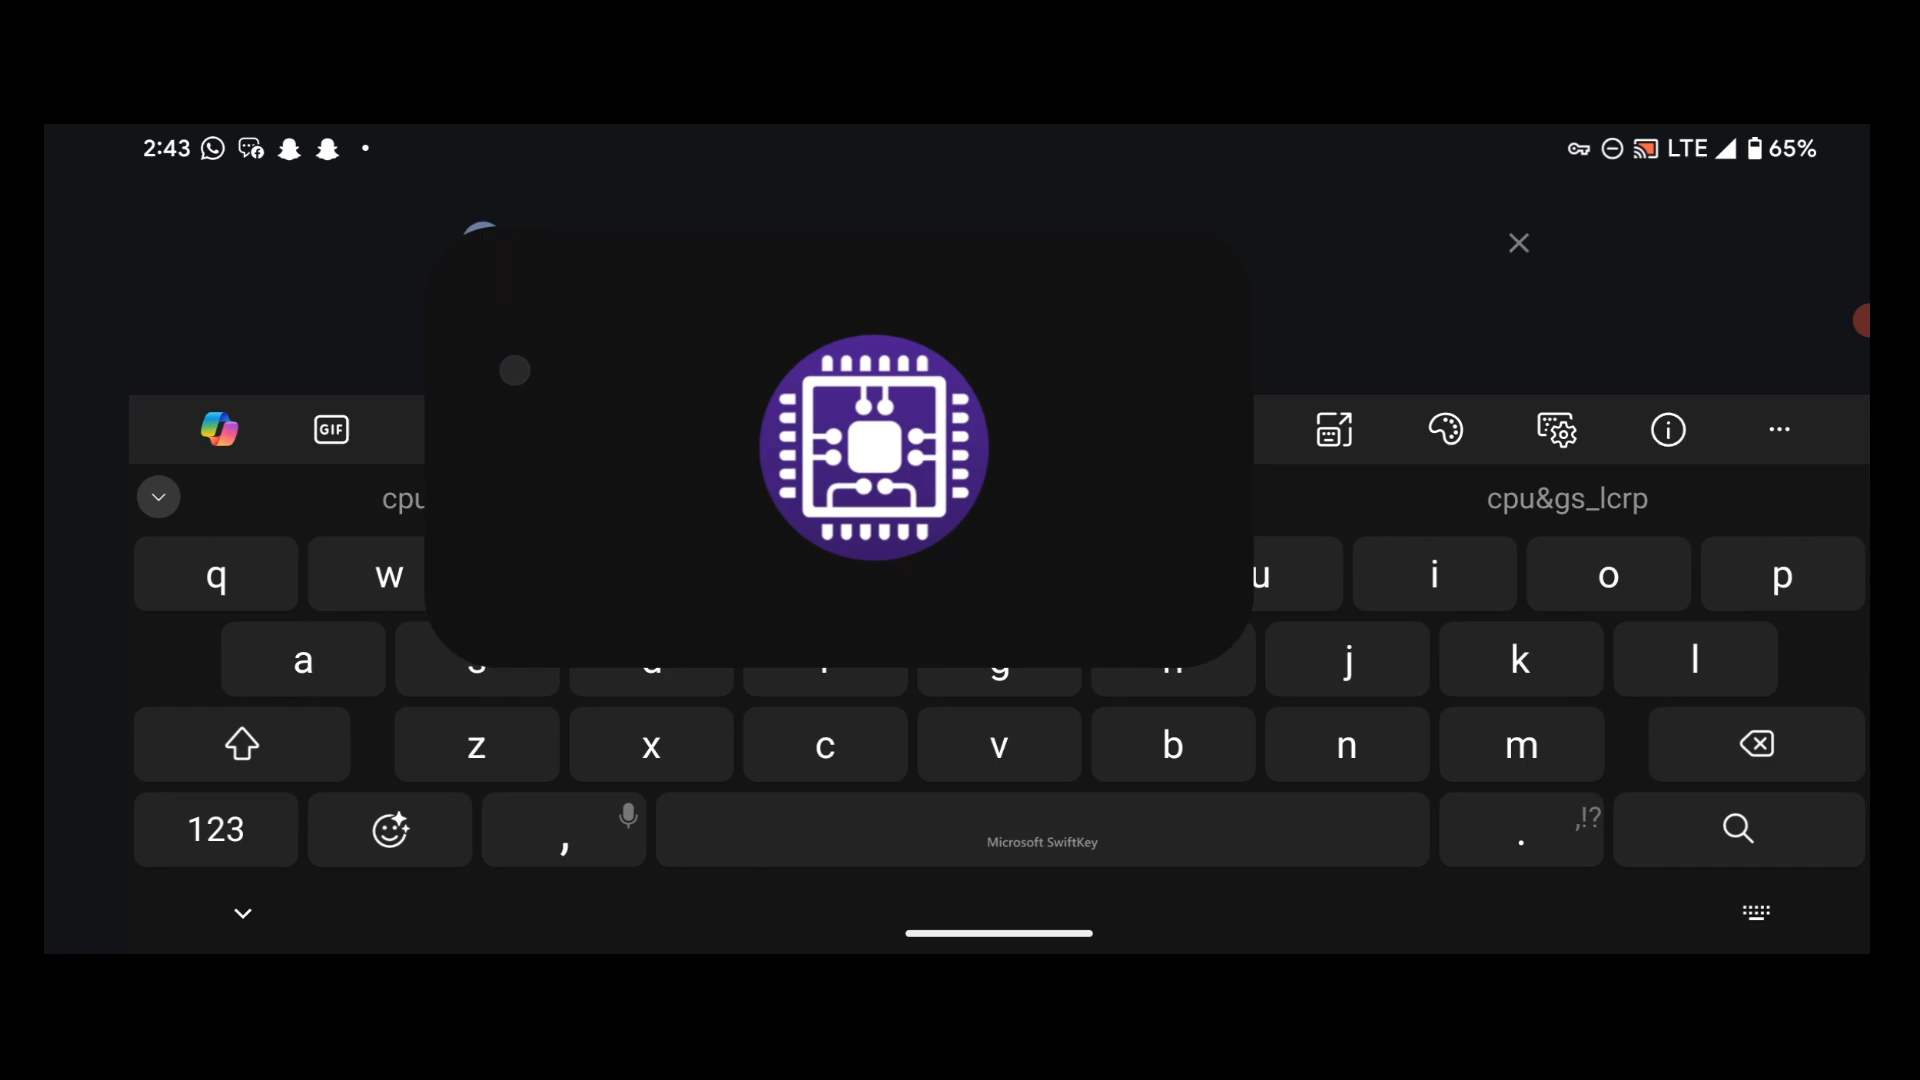 2:43 LTE 65%
GIF
cpu cpu&gs_lcrp
q w u i o p
a g j k l
z x c v b n m
123 , Microsoft SwiftKey . ,!?